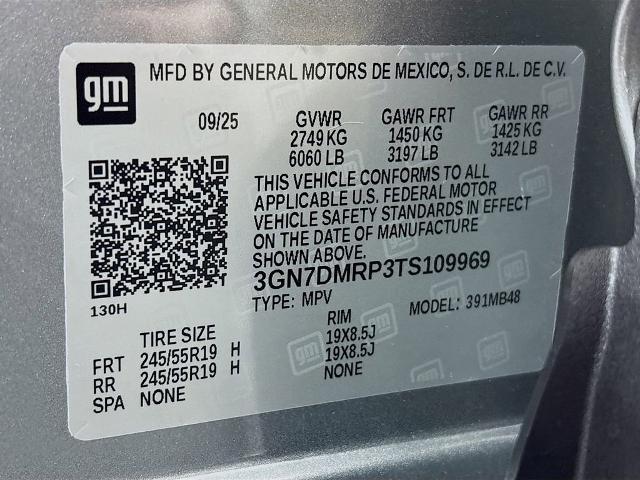 gm
MFD BY GENERAL MOTORS DE MEXICO, S. DE R.L. DE C.V.
09/25 GVWR GAWR FRT GAWR RR
2749 KG 1450 KG 1425 KG
6060 LB 3197 LB 3142 LB
THIS VEHICLE CONFORMS TO ALL
APPLICABLE U.S. FEDERAL MOTOR
VEHICLE SAFETY STANDARDS IN EFFECT
ON THE DATE OF MANUFACTURE
SHOWN ABOVE.
3GN7DMRP3TS109969
130H TYPE: MPV MODEL: 391MB48
TIRE SIZE RIM
FRT 245/55R19 H 19X8.5J
RR 245/55R19 H 19X8.5J
SPA NONE NONE